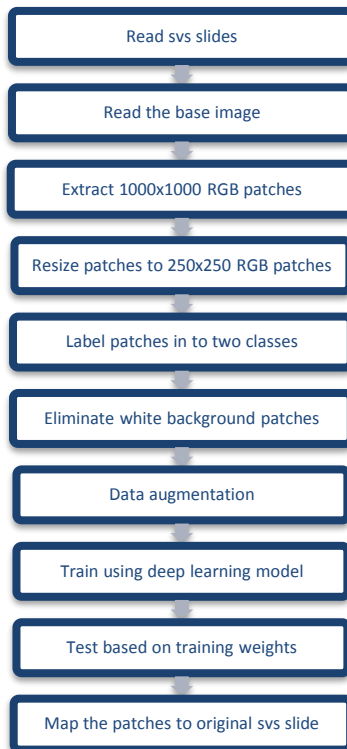 Read svs slides
Read the base image
Extract 1000x1000 RGB patches
Resize patches to 250x250 RGB patches
Label patches in to two classes
Eliminate white background patches
Data augmentation
Train using deep learning model
Test based on training weights
Map the patches to original svs slide